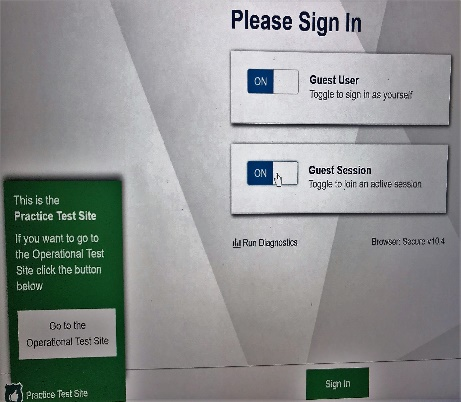 Please Sign In
ON
Guest User
Toggle to sign in as yourself
ON
Guest Session
Toggle to join an active session
Run Diagnostics
Browser: Secure v10.4
This is the
Practice Test Site
If you want to go to
the Operational Test
Site click the button
below
Go to the
Operational Test Site
Practice Test Site
Sign In